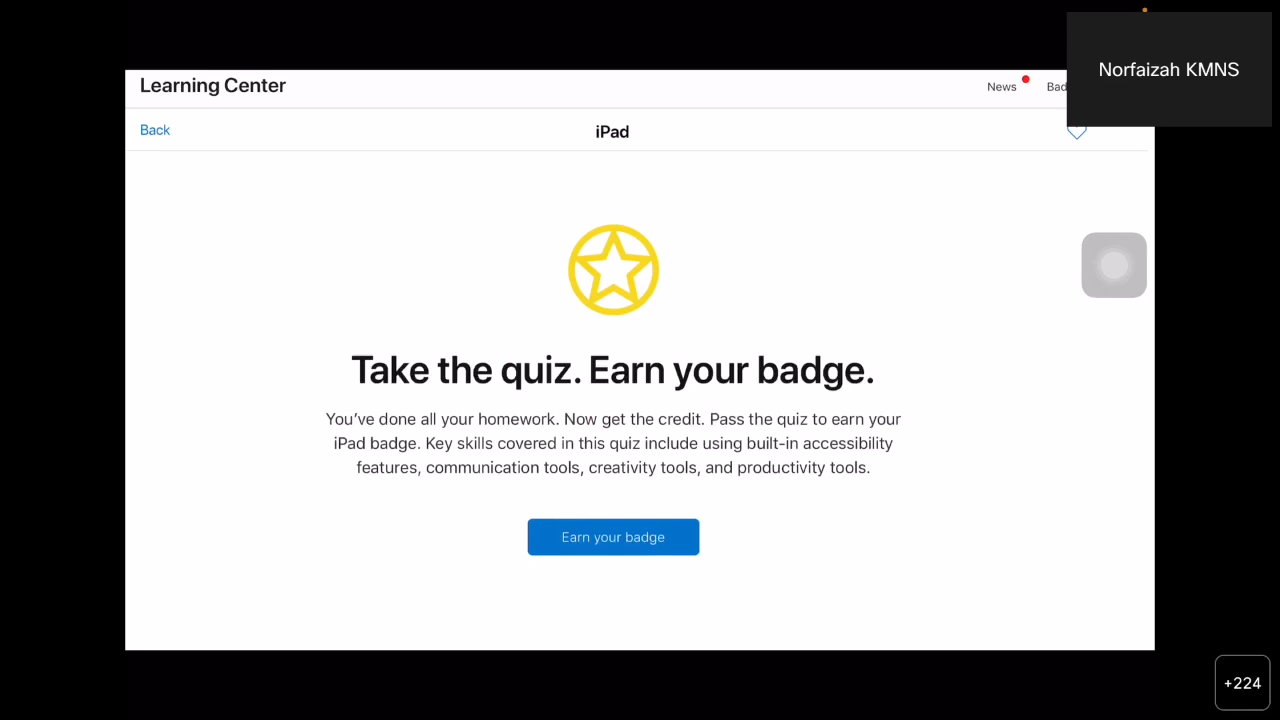 Norfaizah KMNS
Learning Center
News
Back
iPad
Take the quiz. Earn your badge.
You’ve done all your homework. Now get the credit. Pass the quiz to earn your
iPad badge. Key skills covered in this quiz include using built-in accessibility
features, communication tools, creativity tools, and productivity tools.
Earn your badge
+224